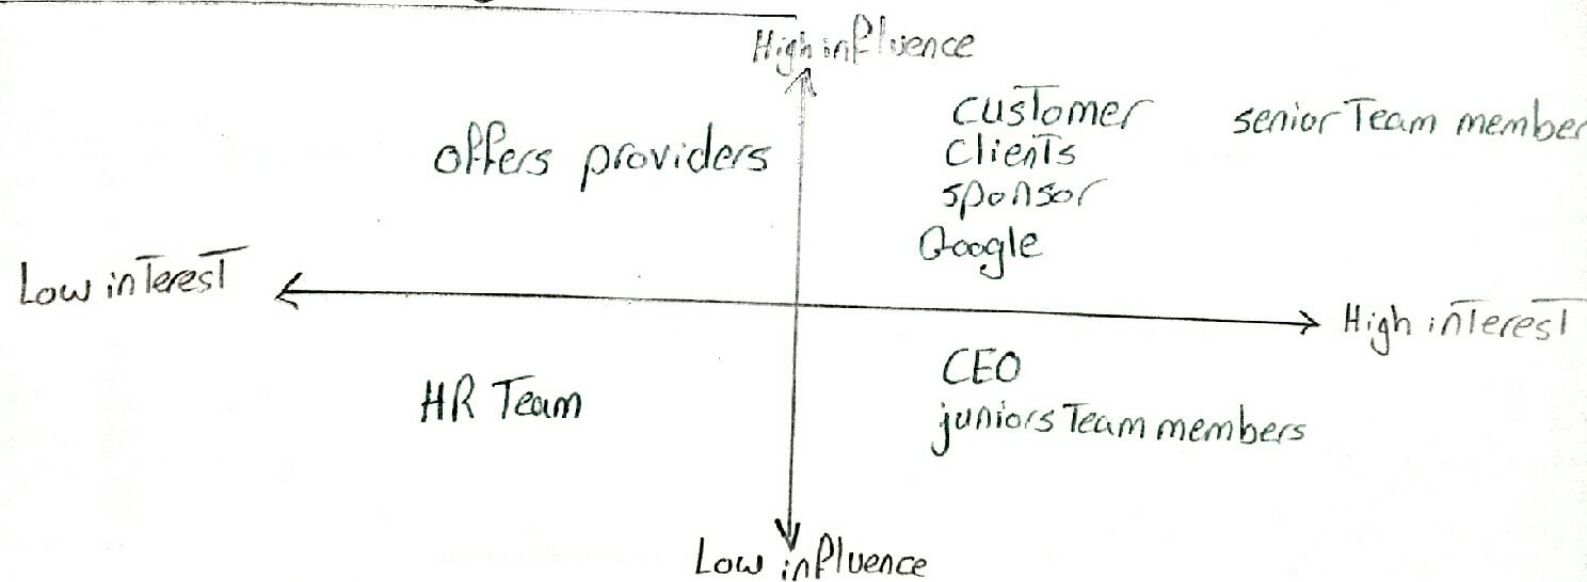 High influence
customer
senior Team member
offers providers
Clients
sponsor
Google
Low interest
High interest
CEO
HR Team
juniors Team members
Low influence